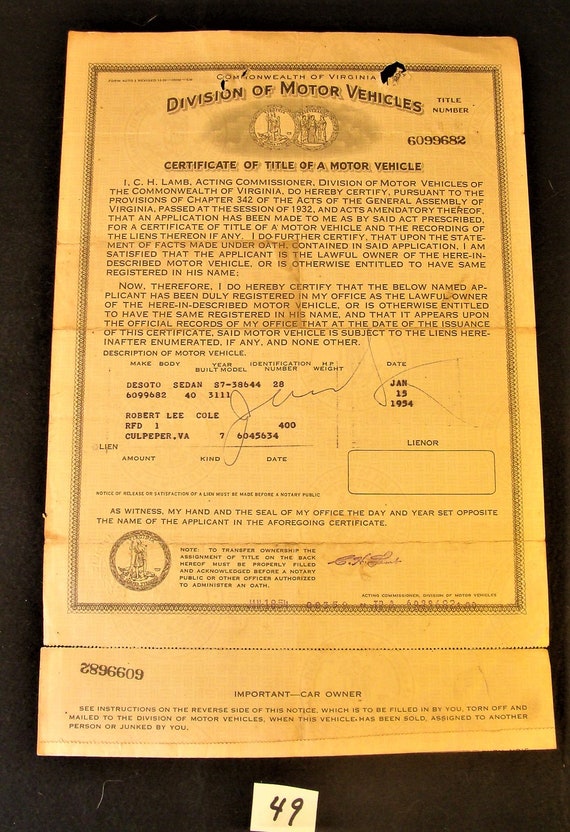 COMMONWEALTH OF VIRGINIA
DIVISION OF MOTOR VEHICLES
TITLE
NUMBER
6099682
CERTIFICATE OF TITLE OF A MOTOR VEHICLE
I, C. H. LAMB, ACTING COMMISSIONER, DIVISION OF MOTOR VEHICLES OF
THE COMMONWEALTH OF VIRGINIA, DO HEREBY CERTIFY, PURSUANT TO THE
PROVISIONS OF CHAPTER 342 OF THE ACTS OF THE GENERAL ASSEMBLY OF
VIRGINIA, PASSED AT THE SESSION OF 1932, AND ACTS AMENDATORY THEREOF,
THAT AN APPLICATION HAS BEEN MADE TO ME AS BY SAID ACT PRESCRIBED,
FOR A CERTIFICATE OF TITLE OF A MOTOR VEHICLE AND THE RECORDING OF
THE LIENS THEREON IF ANY. I DO FURTHER CERTIFY, THAT UPON THE STATE-
MENT OF FACTS MADE UNDER OATH CONTAINED IN SAID APPLICATION, I AM
SATISFIED THAT THE APPLICANT IS THE LAWFUL OWNER OF THE HERE-IN-
DESCRIBED MOTOR VEHICLE, OR IS OTHERWISE ENTITLED TO HAVE SAME
REGISTERED IN HIS NAME:
NOW, THEREFORE, I DO HEREBY CERTIFY THAT THE BELOW NAMED AP-
PLICANT HAS BEEN DULY REGISTERED IN MY OFFICE AS THE LAWFUL OWNER
OF THE HERE-IN-DESCRIBED MOTOR VEHICLE, OR IS OTHERWISE ENTITLED
TO HAVE THE SAME REGISTERED IN HIS NAME, AND THAT IT APPEARS UPON
THE OFFICIAL RECORDS OF MY OFFICE THAT AT THE DATE OF THE ISSUANCE
OF THIS CERTIFICATE, SAID MOTOR VEHICLE IS SUBJECT TO THE LIENS HERE-
INAFTER ENUMERATED, IF ANY, AND NONE OTHER.
DESCRIPTION OF MOTOR VEHICLE.
MAKE BODY YEAR BUILT MODEL IDENTIFICATION NUMBER H P WEIGHT DATE
DESOTO SEDAN S7-38644 28 JAN
6099682 40 3111 15
1954
ROBERT LEE COLE
RFD 1 400
CULPEPER,VA 7 6045634
LIEN LIENOR
AMOUNT KIND DATE
NOTICE OF RELEASE OR SATISFACTION OF A LIEN MUST BE MADE BEFORE A NOTARY PUBLIC
AS WITNESS, MY HAND AND THE SEAL OF MY OFFICE THE DAY AND YEAR SET OPPOSITE
THE NAME OF THE APPLICANT IN THE AFOREGOING CERTIFICATE.
NOTE: TO TRANSFER OWNERSHIP THE
ASSIGNMENT OF TITLE ON THE BACK
HEREOF MUST BE PROPERLY FILLED
AND ACKNOWLEDGED BEFORE A NOTARY
PUBLIC OR OTHER OFFICER AUTHORIZED
TO ADMINISTER AN OATH.
C. H. Lamb
ACTING COMMISSIONER, DIVISION OF MOTOR VEHICLES
6099682
IMPORTANT—CAR OWNER
SEE INSTRUCTIONS ON THE REVERSE SIDE OF THIS NOTICE, WHICH IS TO BE FILLED IN BY YOU, TORN OFF AND
MAILED TO THE DIVISION OF MOTOR VEHICLES, WHEN THIS VEHICLE HAS BEEN SOLD, ASSIGNED TO ANOTHER
PERSON OR JUNKED BY YOU.
49